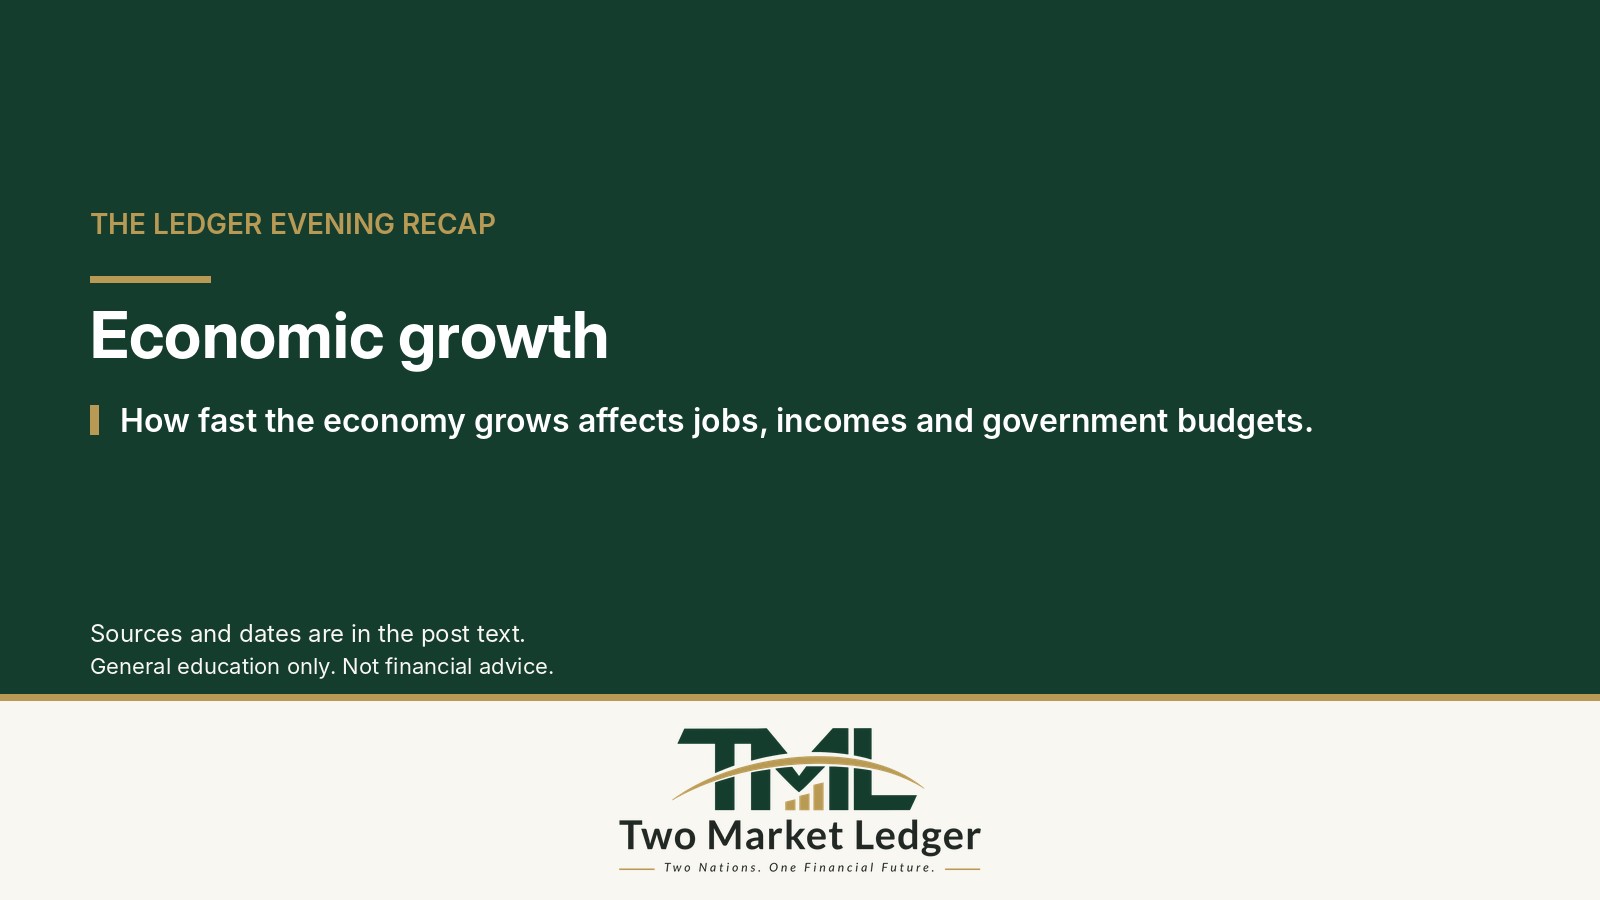 THE LEDGER EVENING RECAP
Economic growth
How fast the economy grows affects jobs, incomes and government budgets.
Sources and dates are in the post text.
General education only. Not financial advice.
TML
Two Market Ledger
Two Nations. One Financial Future.